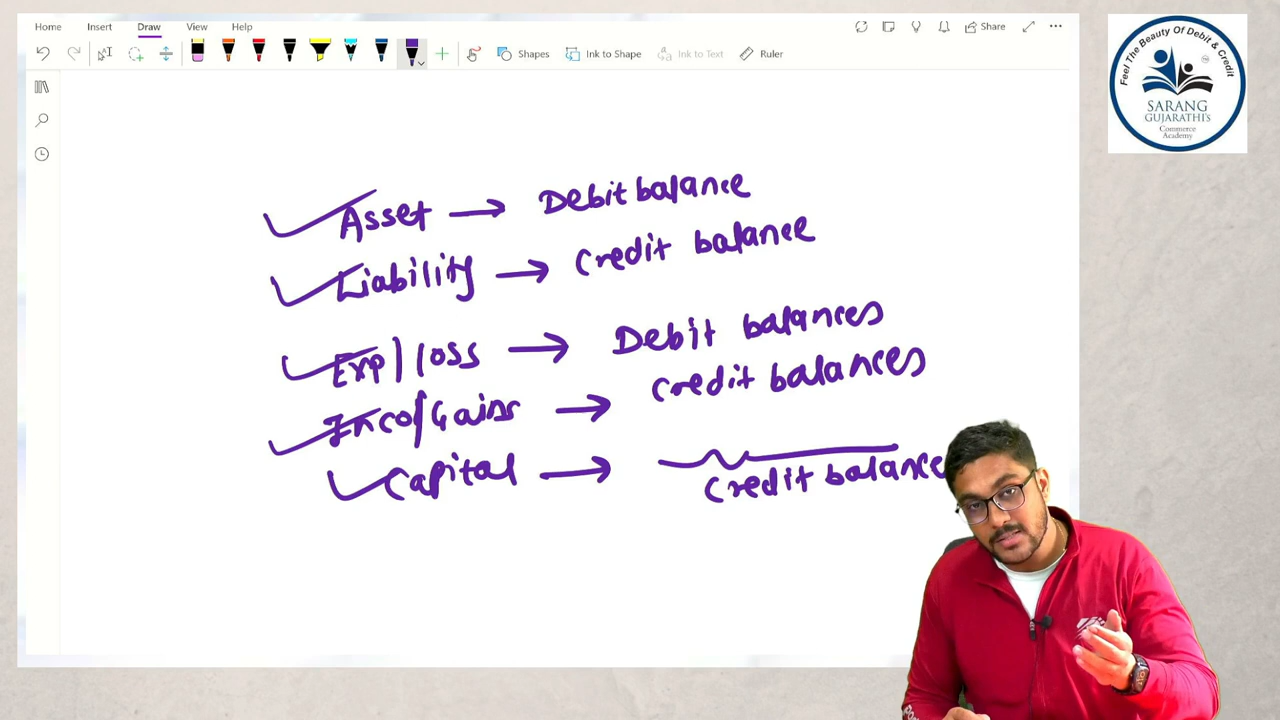 Home Insert Draw View Help
Share
Shapes Ink to Shape Ink to Text Ruler
Feel The Beauty Of Debit & Credit
SARANG
GUJARATHI'S
Commerce
Academy
Asset → Debit balance
Liability → Credit balance
Exp/loss → Debit balances
Inco/Gains → Credit balances
Capital → Credit balance